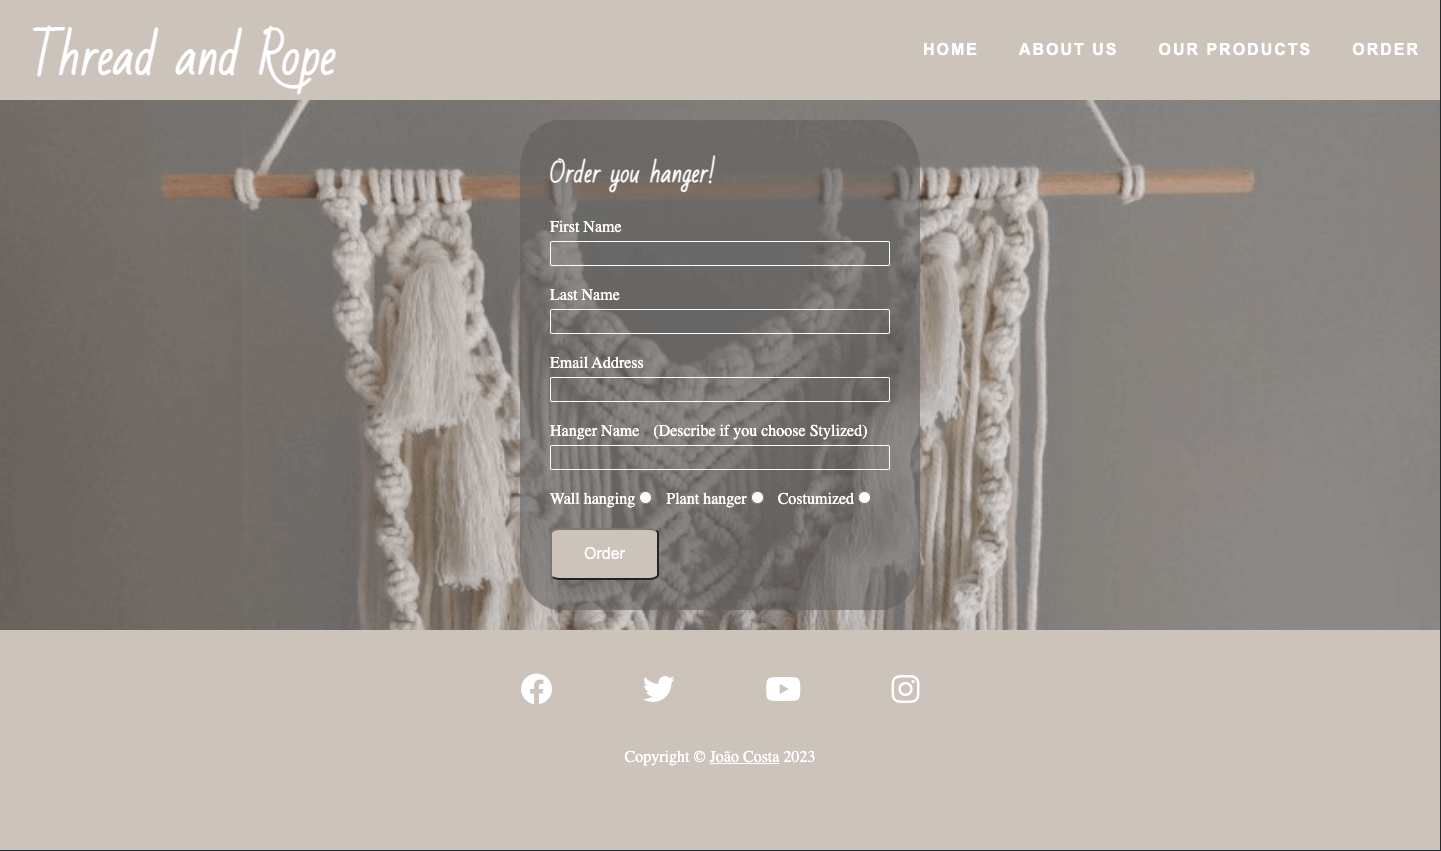 Thread and Rope
HOME ABOUT US OUR PRODUCTS ORDER
Order you hanger!
First Name
Last Name
Email Address
Hanger Name (Describe if you choose Stylized)
Wall hanging Plant hanger Costumized
Order
Copyright © João Costa 2023